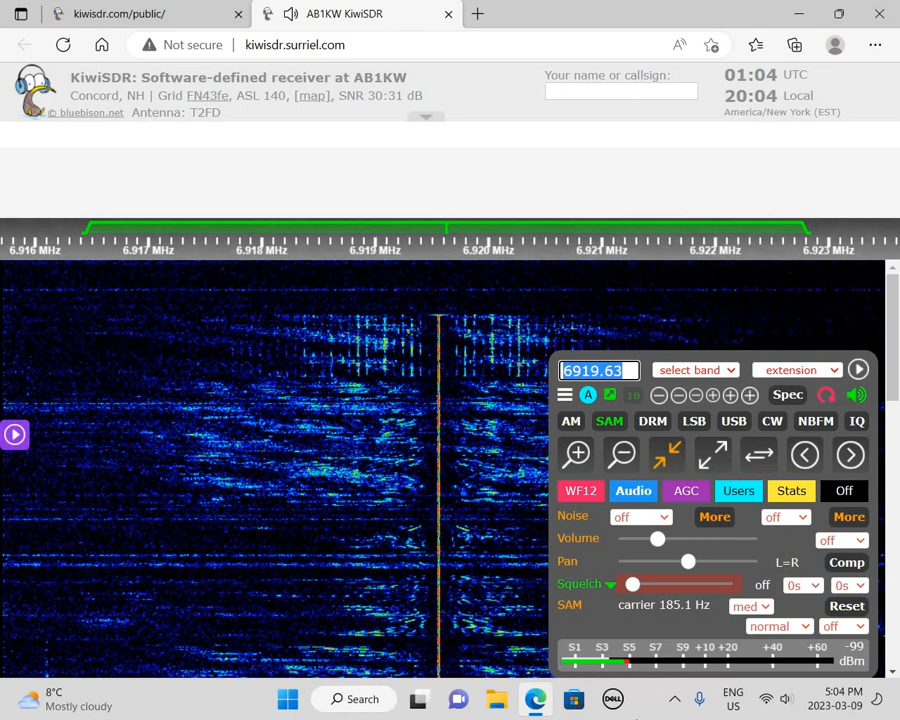 kiwisdr.com/public/
AB1KW KiwiSDR
Not secure
kiwisdr.surriel.com
KiwiSDR: Software-defined receiver at AB1KW
Concord, NH | Grid FN43fe, ASL 140, [map], SNR 30:31 dB
© bluebison.net Antenna: T2FD
Your name or callsign:
01:04 UTC
20:04 Local
America/New York (EST)
6.916 MHz 6.917 MHz 6.918 MHz 6.919 MHz 6.920 MHz 6.921 MHz 6.922 MHz 6.923 MHz
6919.63 select band extension
A 10 Spec
AM SAM DRM LSB USB CW NBFM IQ
WF12 Audio AGC Users Stats Off
Noise off More off More
Volume off
Pan L=R Comp
Squelch off 0s 0s
SAM carrier 185.1 Hz med Reset
normal off
S1 S3 S5 S7 S9 +10 +20 +40 +60 -99
dBm
8°C
Mostly cloudy
Search
DELL
ENG
US
5:04 PM
2023-03-09